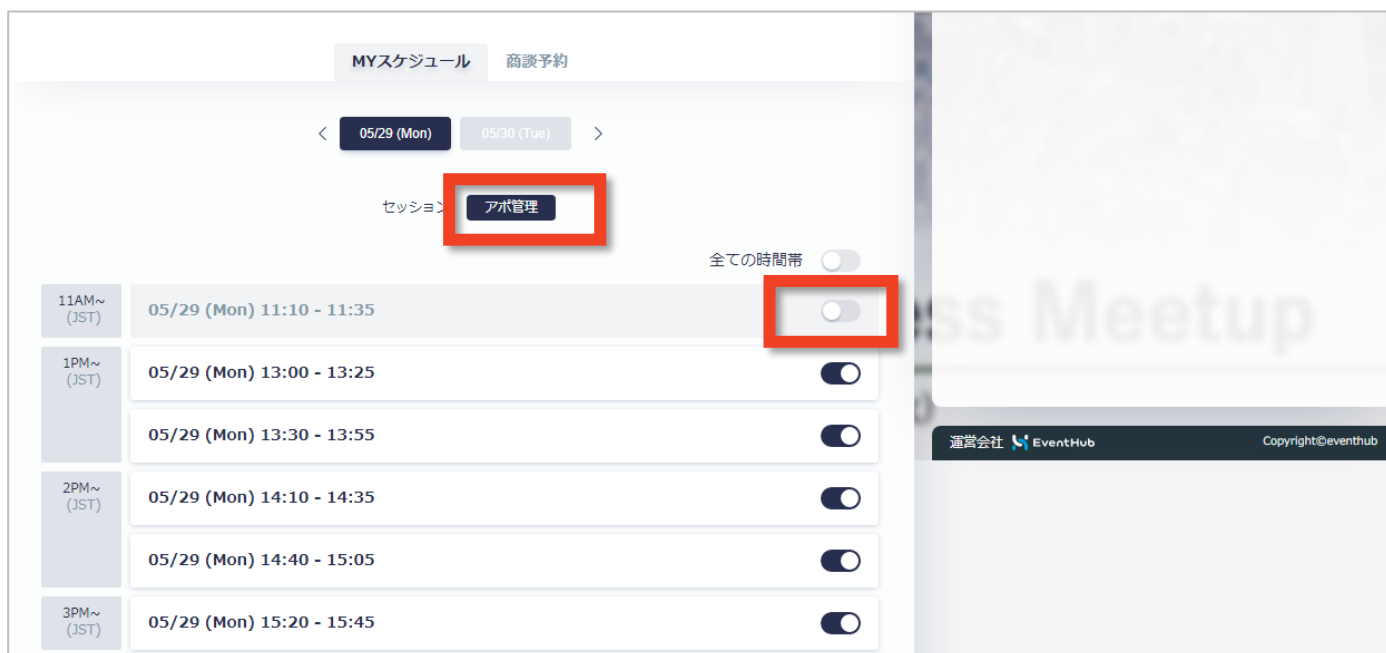 MYスケジュール 商談予約
05/29 (Mon) 05/30 (Tue)
セッション アポ管理
全ての時間帯
11AM~
(JST)
05/29 (Mon) 11:10 - 11:35
1PM~
(JST)
05/29 (Mon) 13:00 - 13:25
05/29 (Mon) 13:30 - 13:55
2PM~
(JST)
05/29 (Mon) 14:10 - 14:35
05/29 (Mon) 14:40 - 15:05
3PM~
(JST)
05/29 (Mon) 15:20 - 15:45
ss Meetup
運営会社 EventHub
Copyright©eventhub